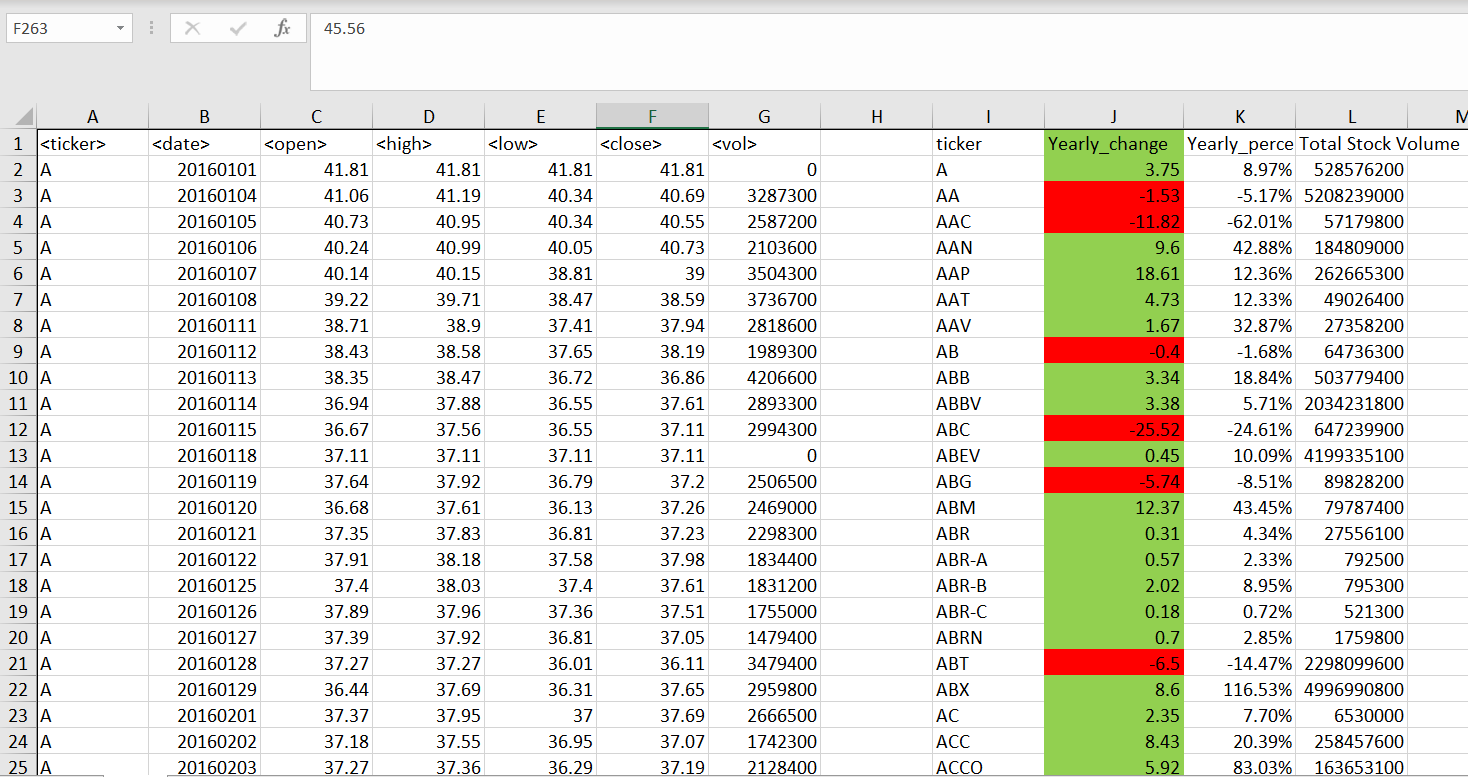 F263 fx 45.56
A B C D E F G H I J K L M
1 <ticker> <date> <open> <high> <low> <close> <vol> ticker Yearly_change Yearly_perce Total Stock Volume
2 A 20160101 41.81 41.81 41.81 41.81 0 A 3.75 8.97% 528576200
3 A 20160104 41.06 41.19 40.34 40.69 3287300 AA -1.53 -5.17% 5208239000
4 A 20160105 40.73 40.95 40.34 40.55 2587200 AAC -11.82 -62.01% 57179800
5 A 20160106 40.24 40.99 40.05 40.73 2103600 AAN 9.6 42.88% 184809000
6 A 20160107 40.14 40.15 38.81 39 3504300 AAP 18.61 12.36% 262665300
7 A 20160108 39.22 39.71 38.47 38.59 3736700 AAT 4.73 12.33% 49026400
8 A 20160111 38.71 38.9 37.41 37.94 2818600 AAV 1.67 32.87% 27358200
9 A 20160112 38.43 38.58 37.65 38.19 1989300 AB -0.4 -1.68% 64736300
10 A 20160113 38.35 38.47 36.72 36.86 4206600 ABB 3.34 18.84% 503779400
11 A 20160114 36.94 37.88 36.55 37.61 2893300 ABBV 3.38 5.71% 2034231800
12 A 20160115 36.67 37.56 36.55 37.11 2994300 ABC -25.52 -24.61% 647239900
13 A 20160118 37.11 37.11 37.11 37.11 0 ABEV 0.45 10.09% 4199335100
14 A 20160119 37.64 37.92 36.79 37.2 2506500 ABG -5.74 -8.51% 89828200
15 A 20160120 36.68 37.61 36.13 37.26 2469000 ABM 12.37 43.45% 79787400
16 A 20160121 37.35 37.83 36.81 37.23 2298300 ABR 0.31 4.34% 27556100
17 A 20160122 37.91 38.18 37.58 37.98 1834400 ABR-A 0.57 2.33% 792500
18 A 20160125 37.4 38.03 37.4 37.61 1831200 ABR-B 2.02 8.95% 795300
19 A 20160126 37.89 37.96 37.36 37.51 1755000 ABR-C 0.18 0.72% 521300
20 A 20160127 37.39 37.92 36.81 37.05 1479400 ABRN 0.7 2.85% 1759800
21 A 20160128 37.27 37.27 36.01 36.11 3479400 ABT -6.5 -14.47% 2298099600
22 A 20160129 36.44 37.69 36.31 37.65 2959800 ABX 8.6 116.53% 4996990800
23 A 20160201 37.37 37.95 37 37.69 2666500 AC 2.35 7.70% 6530000
24 A 20160202 37.18 37.55 36.95 37.07 1742300 ACC 8.43 20.39% 258457600
25 A 20160203 37.27 37.36 36.29 37.19 2128400 ACCO 5.92 83.03% 163653100